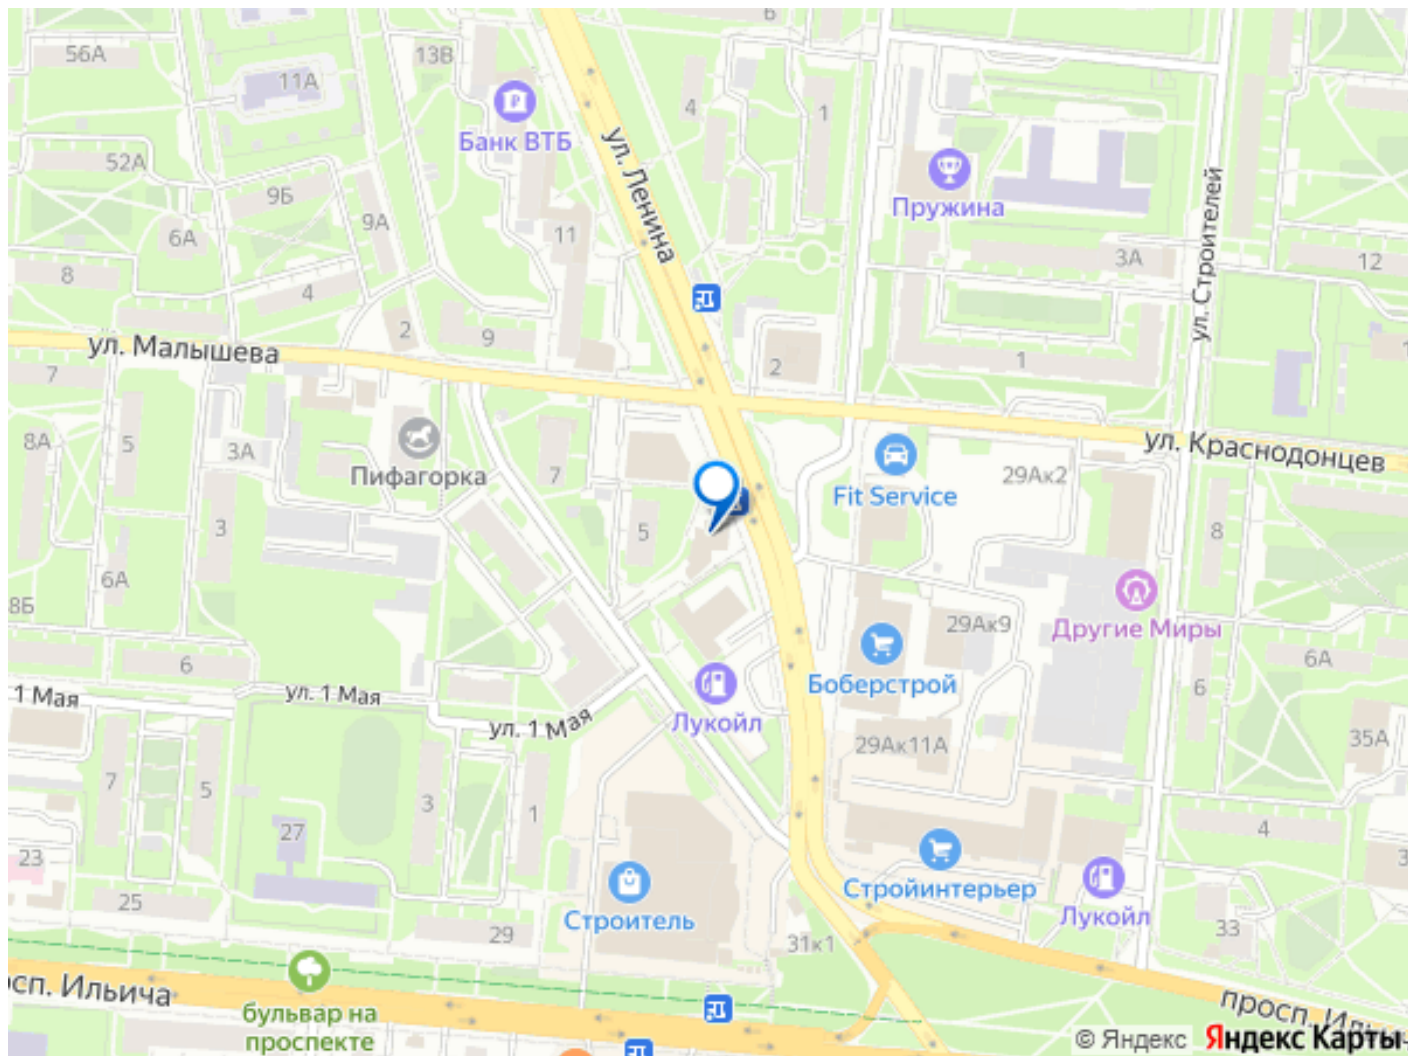 6
56А
13В
11А
4
1
Банк ВТБ
ул. Ленина
52А
9Б
9А
Пружина
6А
11
3А
12
ул. Строителей
8
4
2
9
2
1
ул. Малышева
7
8А
5
3А
Пифагорка
7
ул. Краснодонцев
29Ак2
Fit Service
3
5
8
6А
8Б
29Ак9
Другие Миры
6
Боберстрой
6А
6
1 Мая
ул. 1 Мая
ул. 1 Мая
Лукойл
29Ак11А
35А
7
5
3
1
27
4
23
25
Строитель
Стройинтерьер
Лукойл
29
31к1
33
осп. Ильича
бульвар на
проспекте
© Яндекс
Яндекс Карты